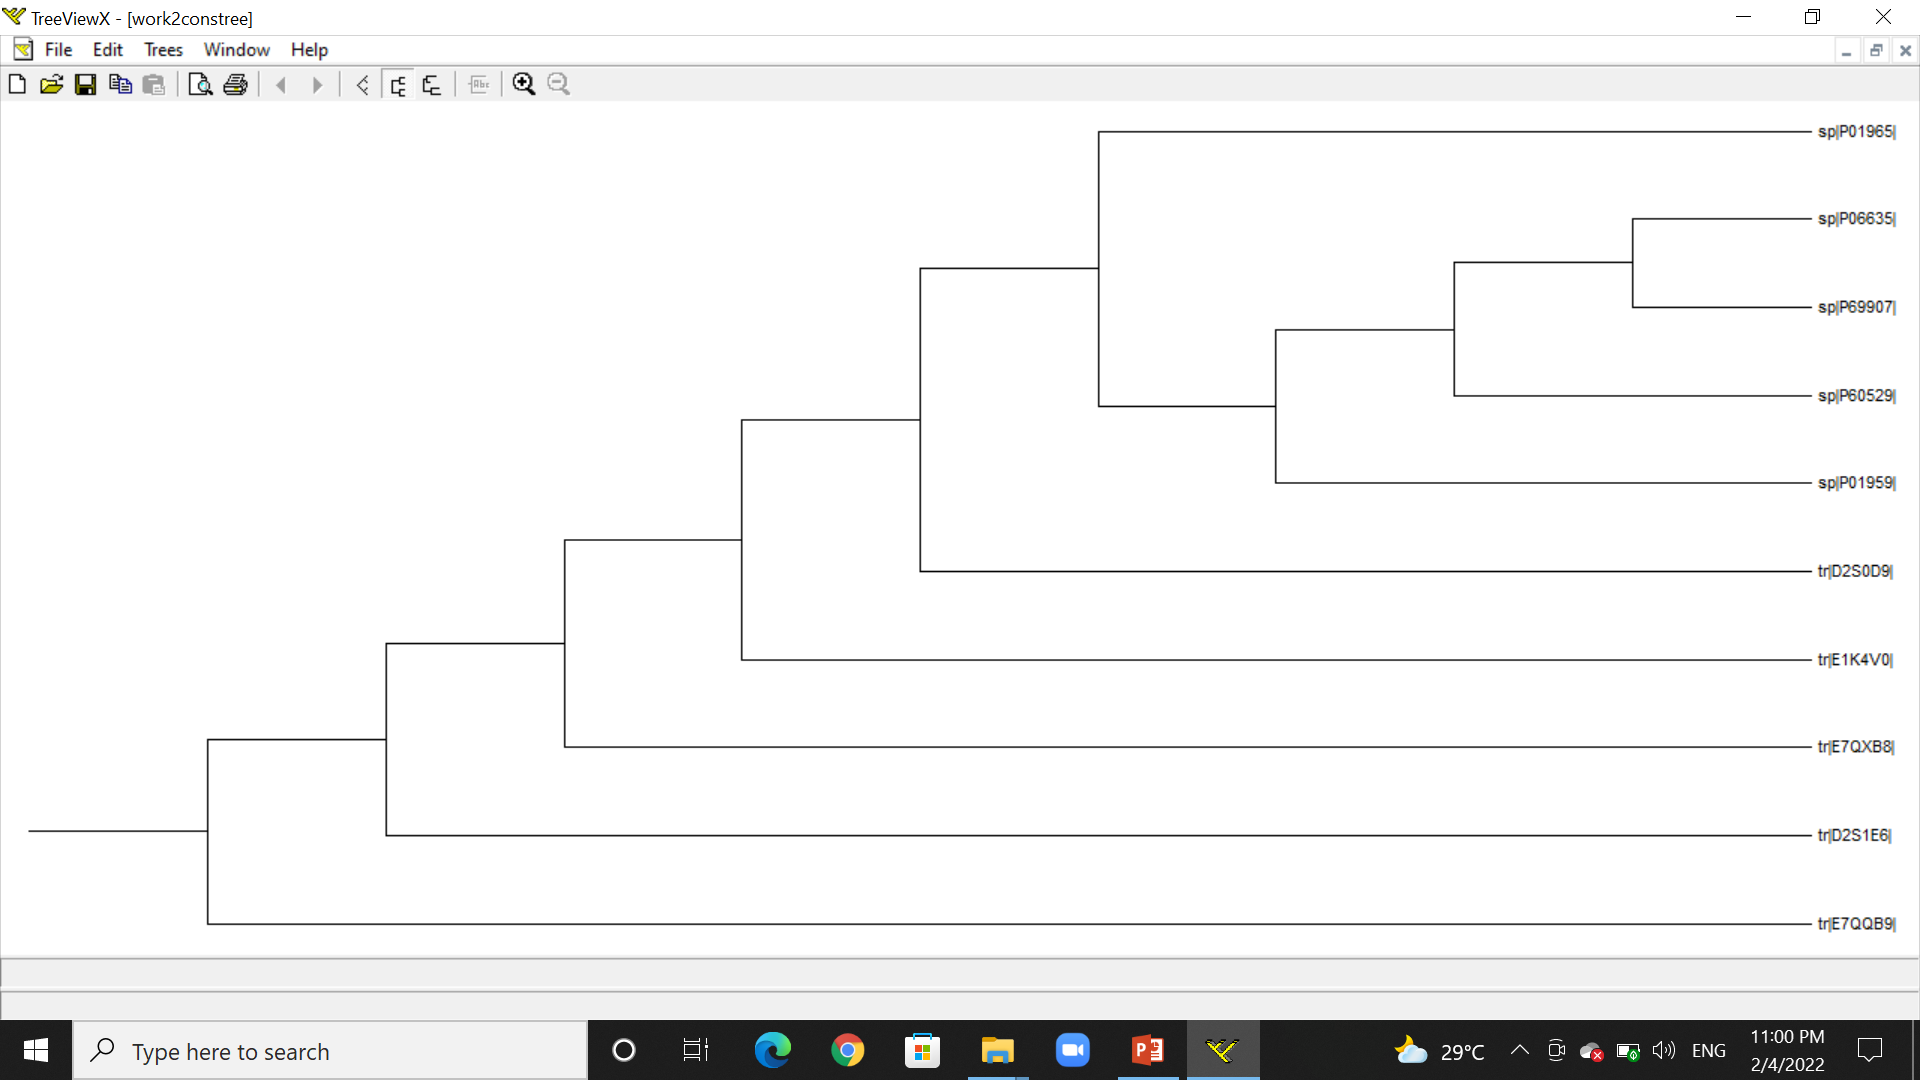 TreeViewX - [work2constree]
File Edit Trees Window Help
Abc
sp|P01965|
sp|P06635|
sp|P69907|
sp|P60529|
sp|P01959|
tr|D2S0D9|
tr|E1K4V0|
tr|E7QXB8|
tr|D2S1E6|
tr|E7QQB9|
Type here to search
29°C
ENG
11:00 PM
2/4/2022